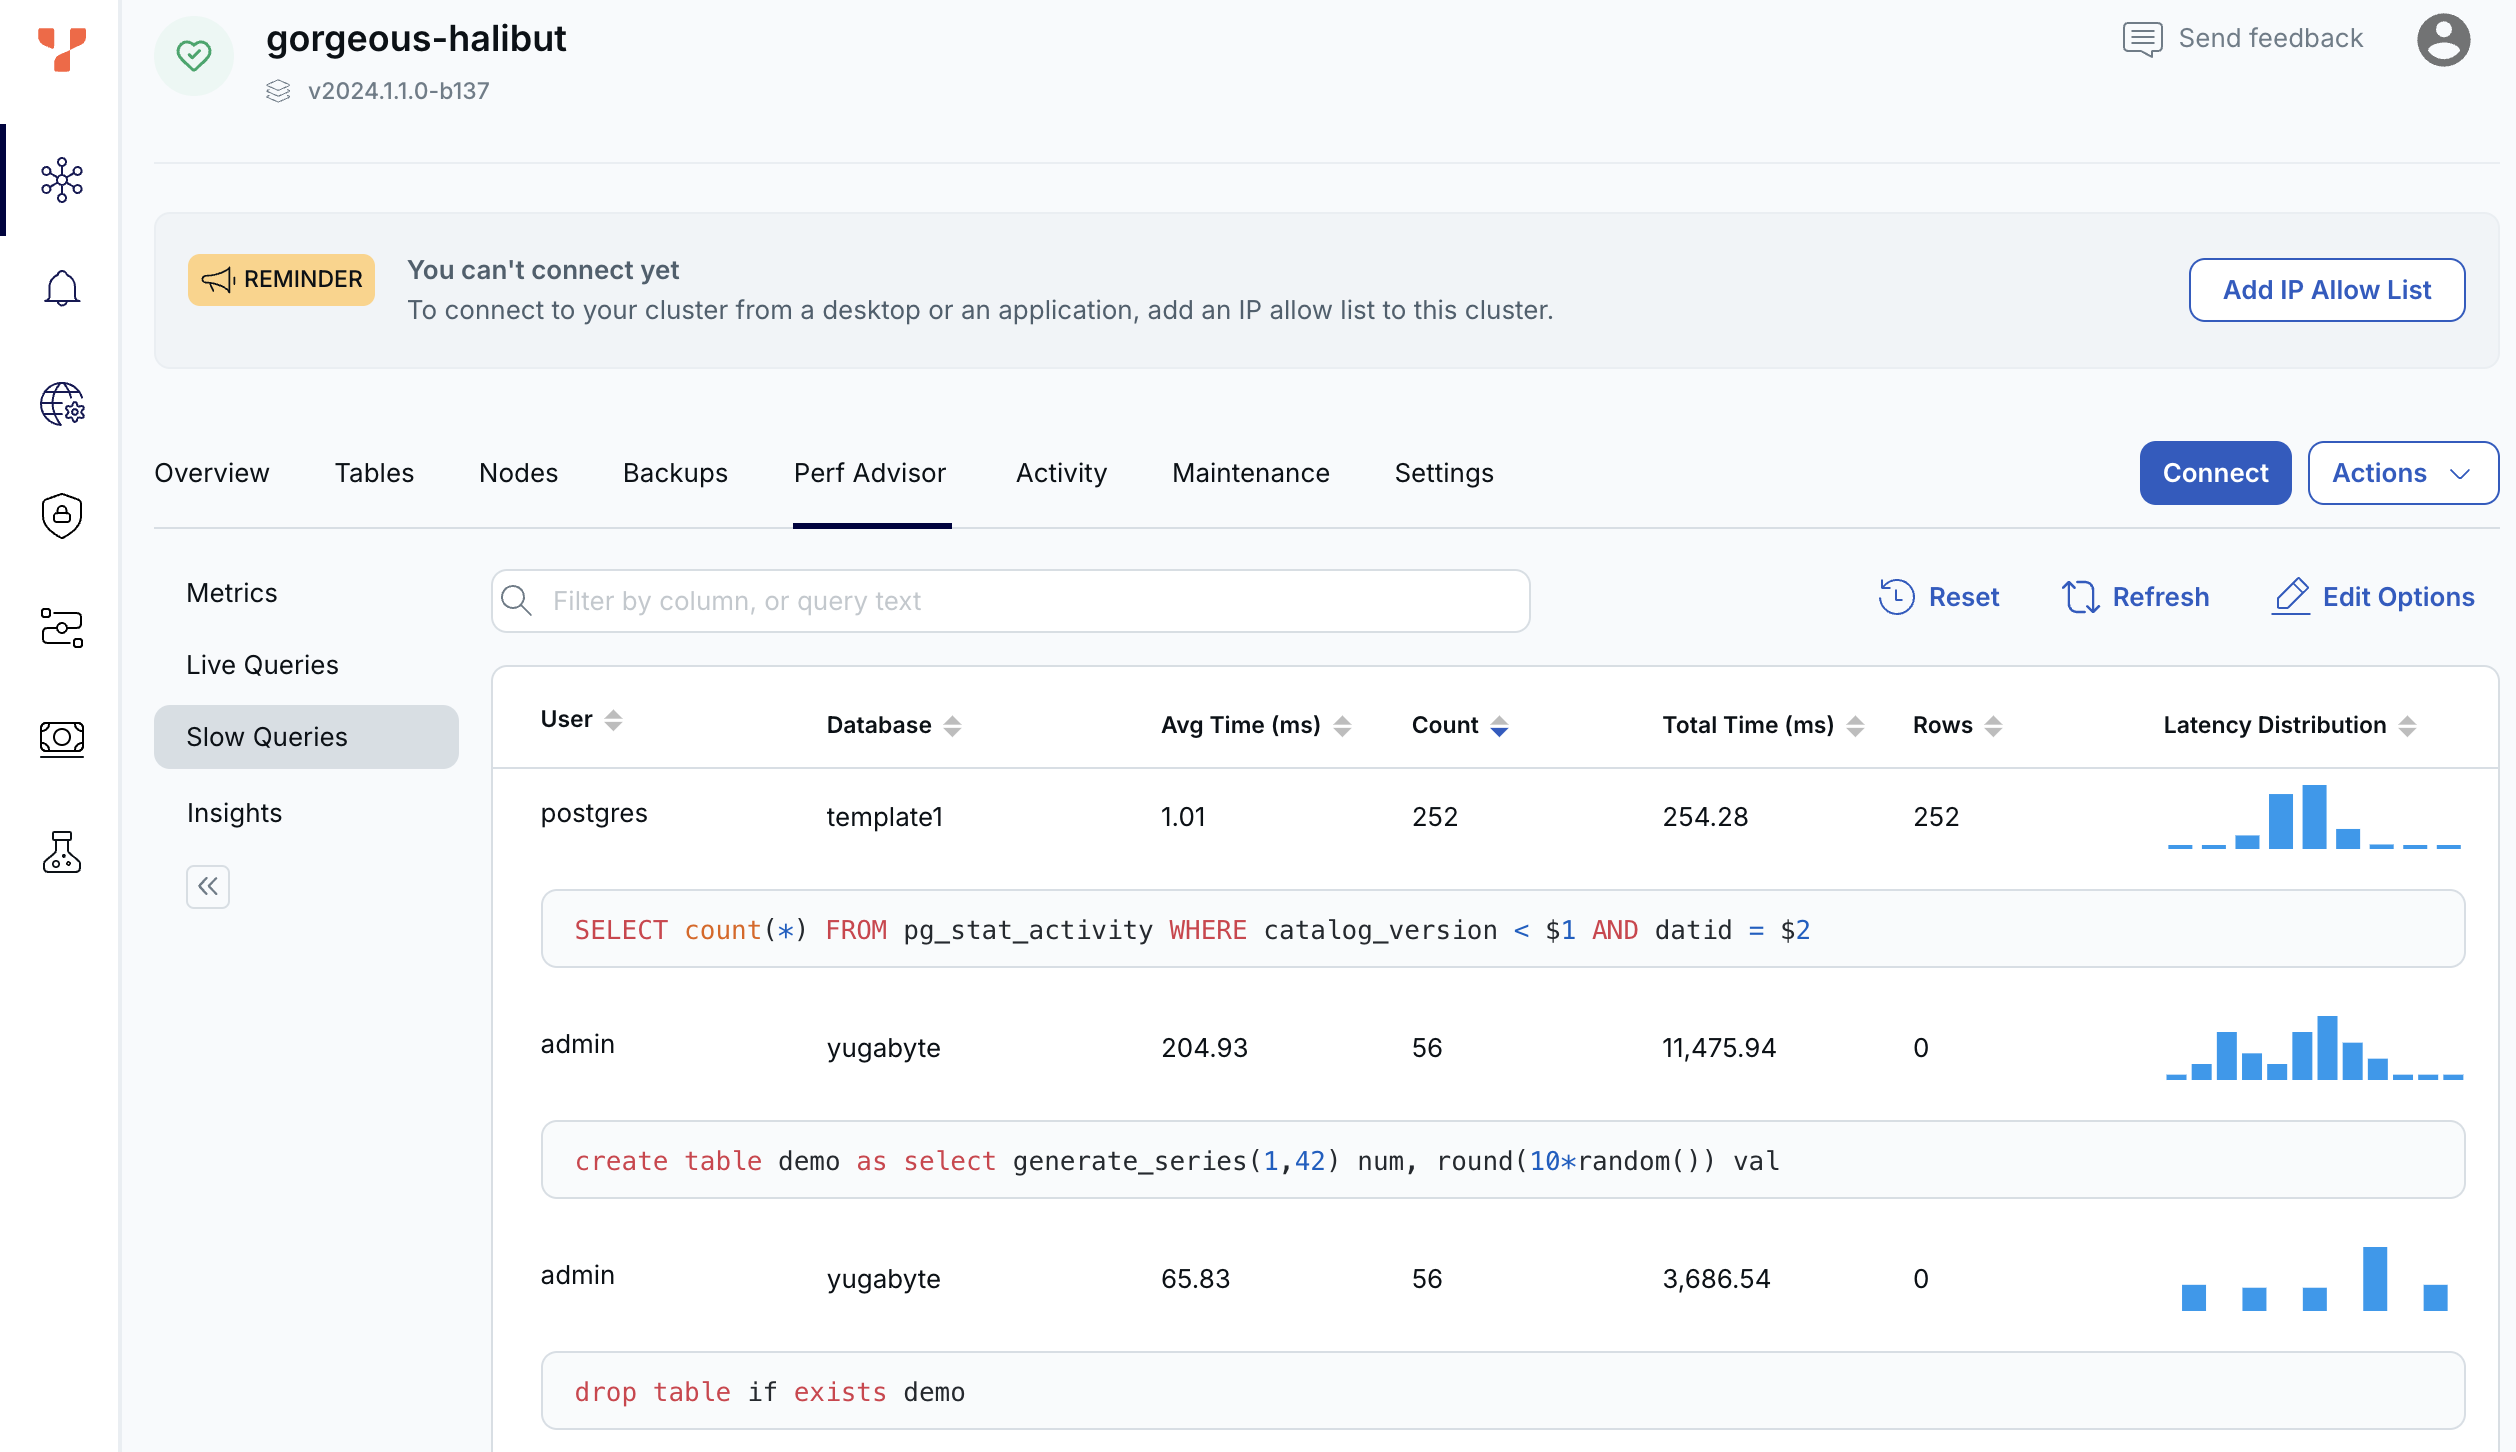 gorgeous-halibut
v2024.1.1.0-b137
Send feedback
REMINDER
You can't connect yet
To connect to your cluster from a desktop or an application, add an IP allow list to this cluster.
Add IP Allow List
Overview Tables Nodes Backups Perf Advisor Activity Maintenance Settings
Connect
Actions
Metrics
Live Queries
Slow Queries
Insights
Filter by column, or query text
Reset
Refresh
Edit Options
User Database Avg Time (ms) Count Total Time (ms) Rows Latency Distribution
postgres template1 1.01 252 254.28 252
SELECT count(*) FROM pg_stat_activity WHERE catalog_version < $1 AND datid = $2
admin yugabyte 204.93 56 11,475.94 0
create table demo as select generate_series(1,42) num, round(10*random()) val
admin yugabyte 65.83 56 3,686.54 0
drop table if exists demo